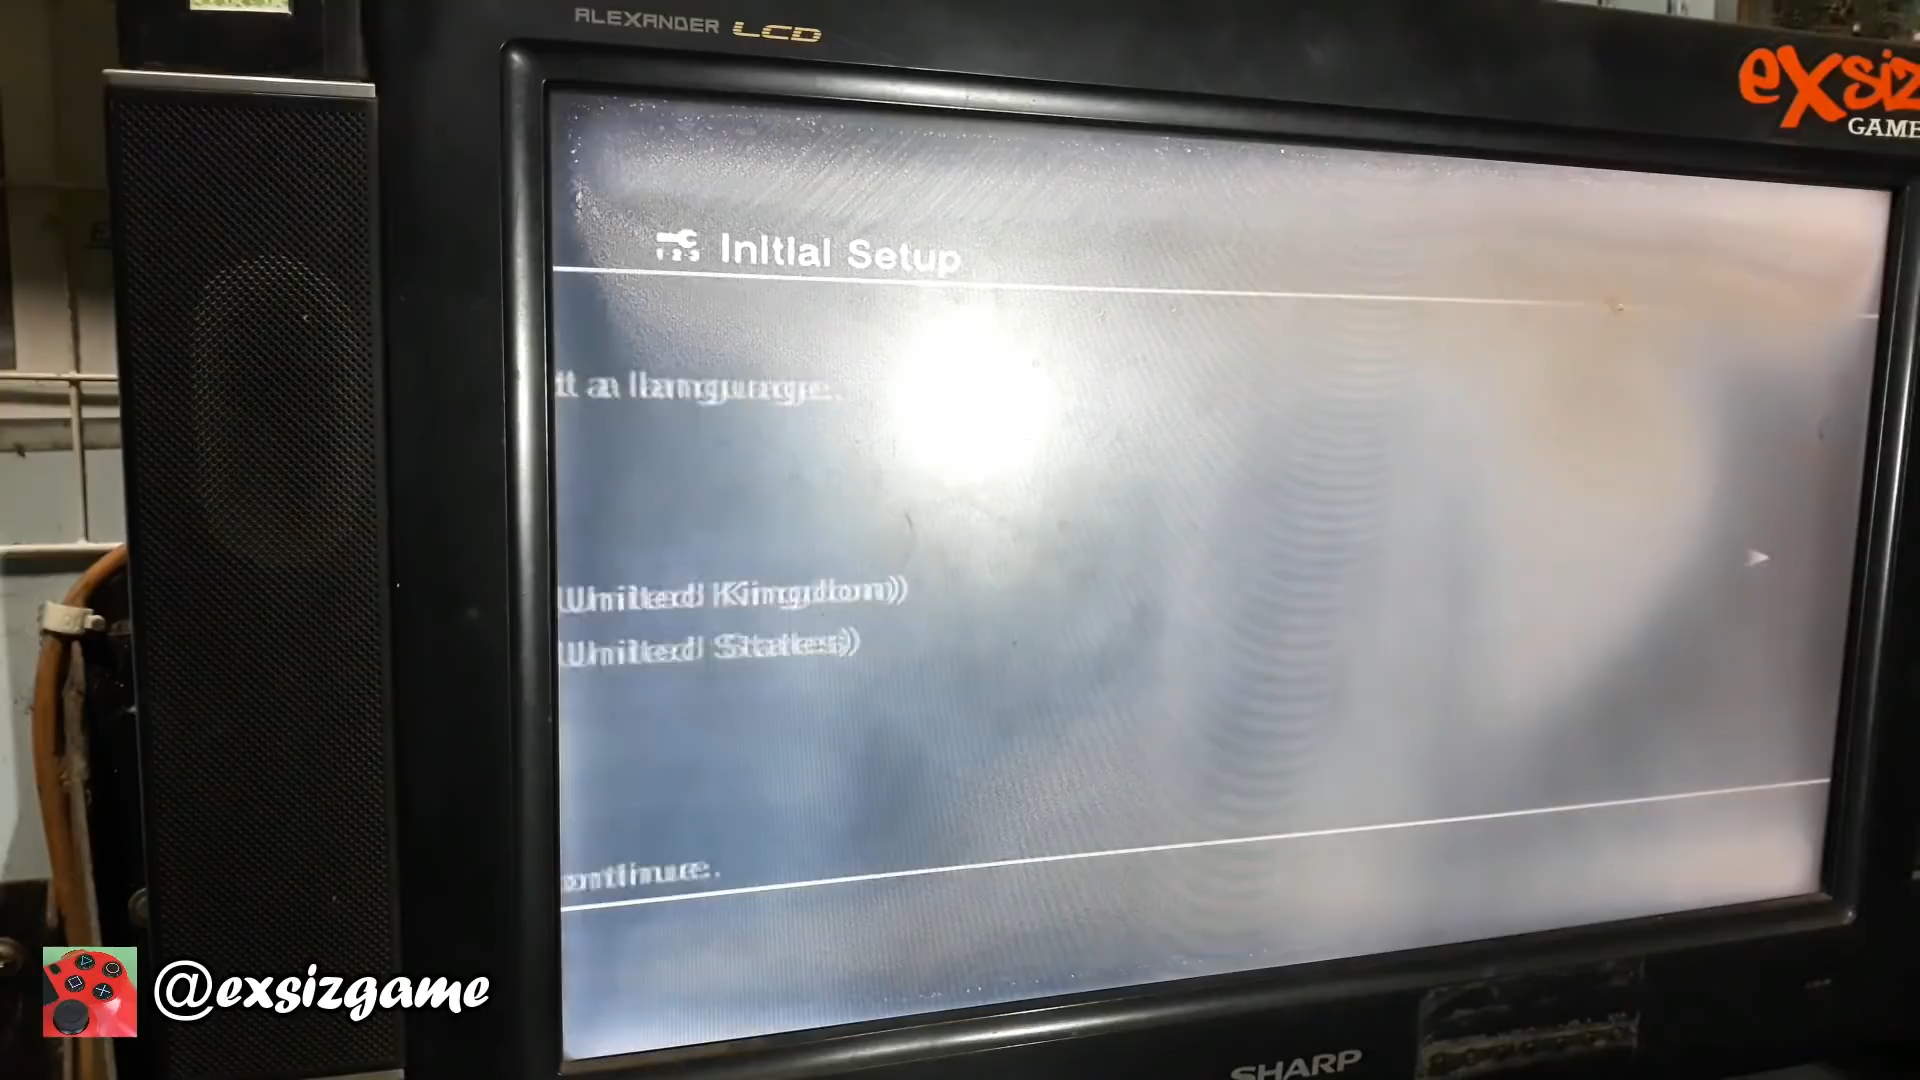 ALEXANDER LCD
exsiz
GAME
Initial Setup
t a language.
United Kingdom)
United States)
ontinue.
@exsizgame
SHARP